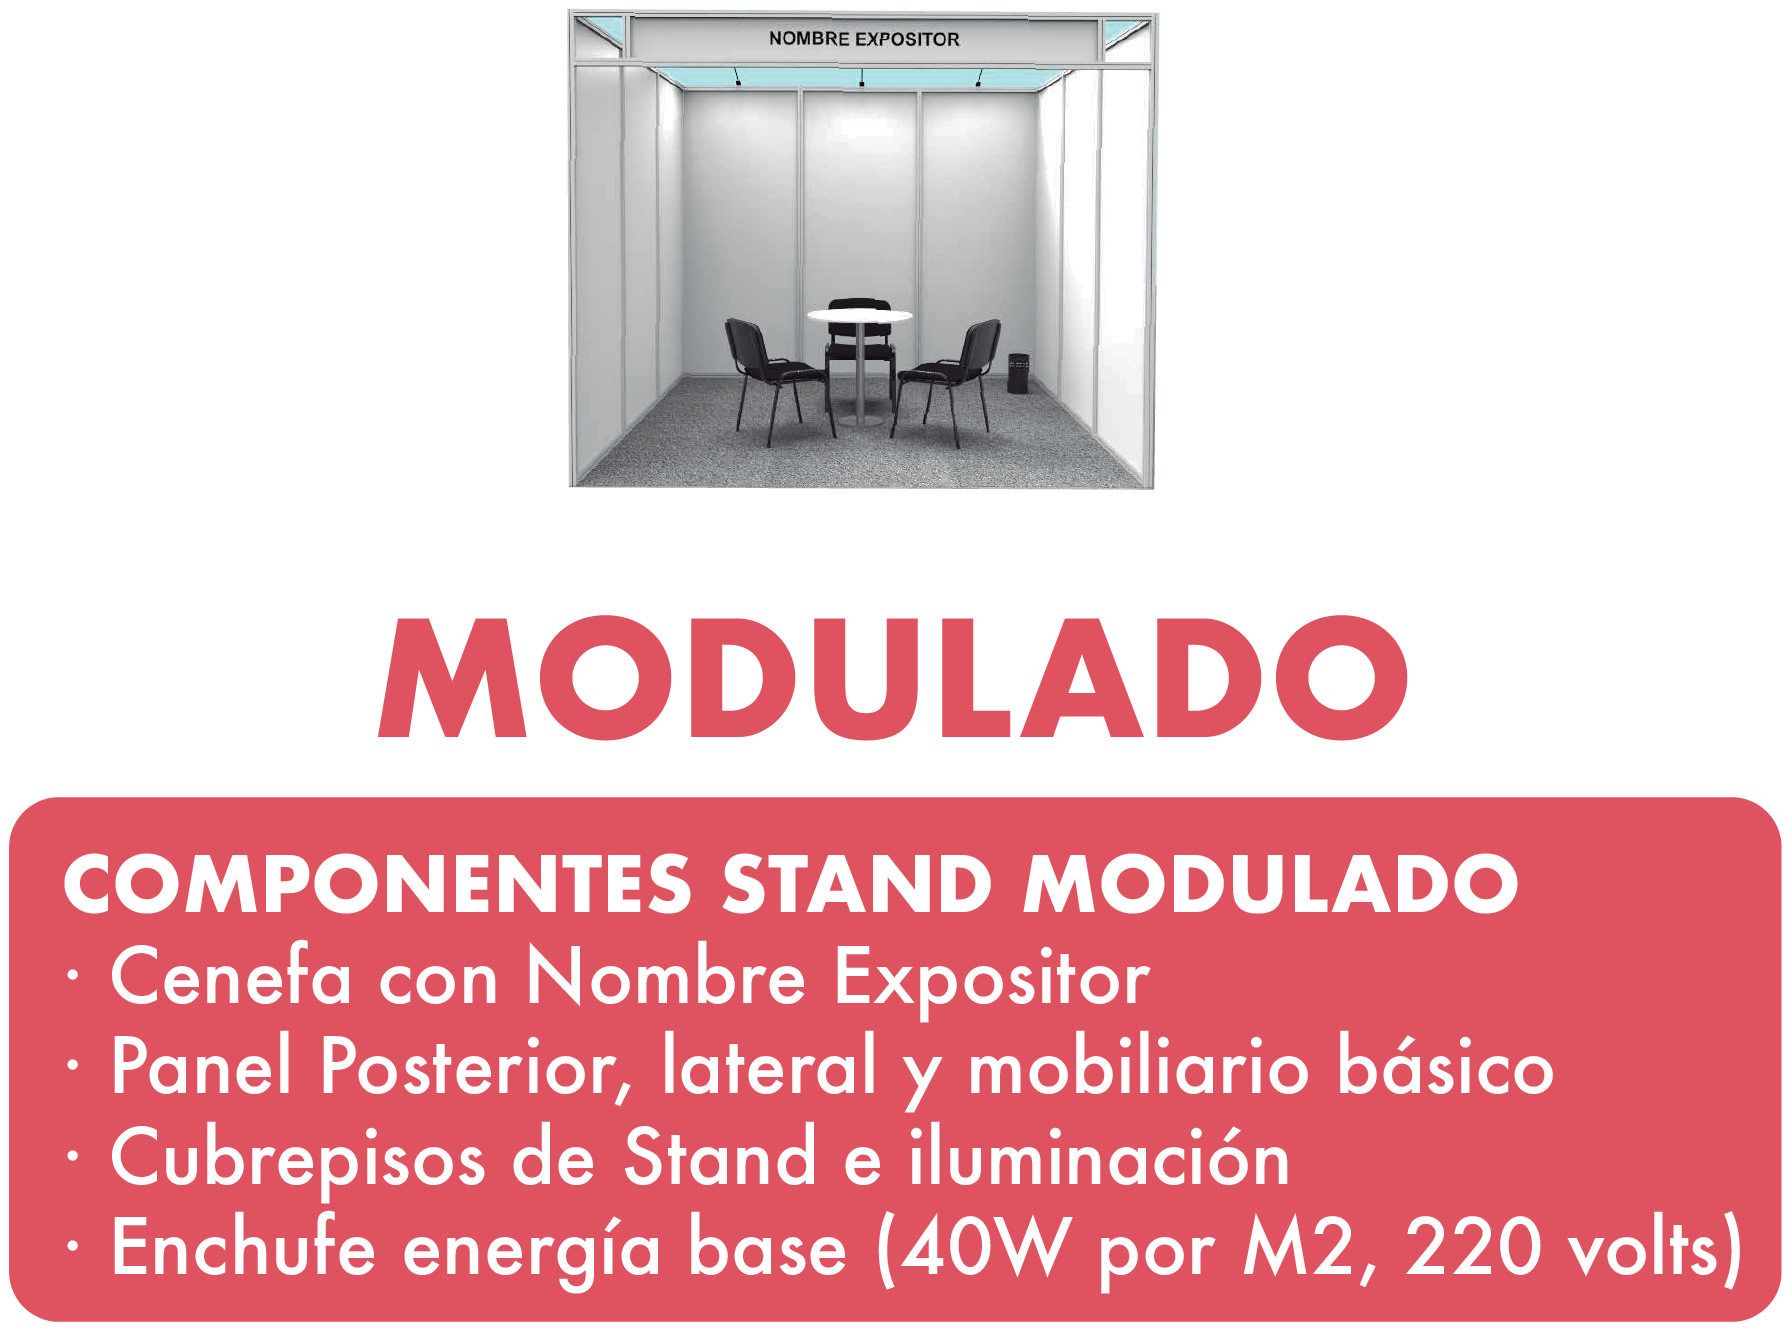 NOMBRE EXPOSITOR
MODULADO
COMPONENTES STAND MODULADO
· Cenefa con Nombre Expositor
· Panel Posterior, lateral y mobiliario básico
· Cubrepisos de Stand e iluminación
· Enchufe energía base (40W por M2, 220 volts)